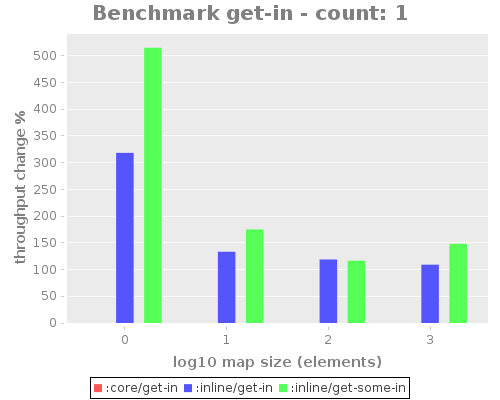 Benchmark get-in - count: 1
throughput change %
500
450
400
350
300
250
200
150
100
50
0
0 1 2 3
log10 map size (elements)
:core/get-in :inline/get-in :inline/get-some-in